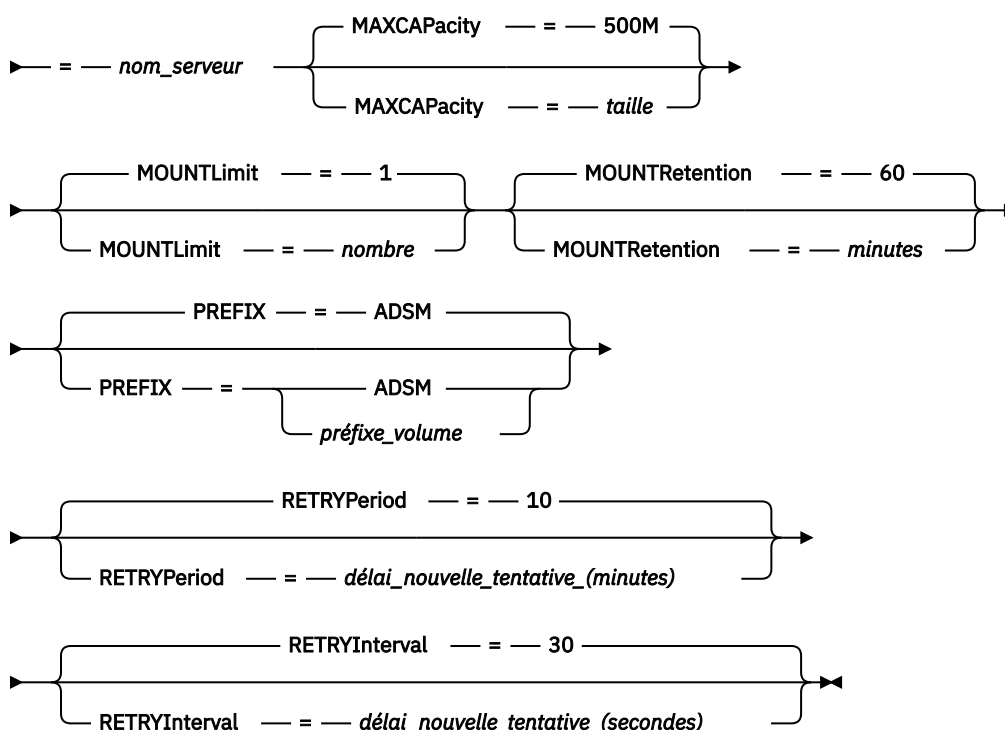 MAXCAPacity = 500M
= nom_serveur
MAXCAPacity = taille
MOUNTLimit = 1
MOUNTRetention = 60
MOUNTLimit = nombre
MOUNTRetention = minutes
PREFIX = ADSM
PREFIX = ADSM
préfixe_volume
RETRYPeriod = 10
RETRYPeriod = délai_nouvelle_tentative_(minutes)
RETRYInterval = 30
RETRYInterval = délai_nouvelle_tentative_(secondes)